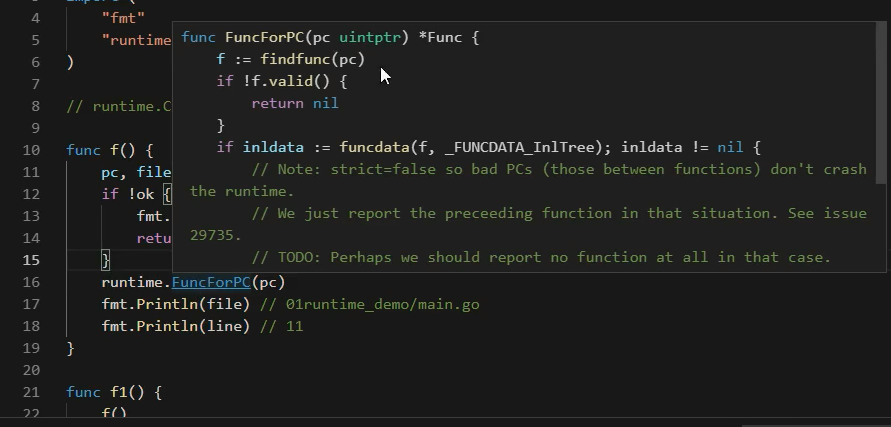 4 "fmt"
5 "runtime
6 )
7
8 // runtime.C
9
10 func f() {
11 pc, file
12 if !ok {
13 fmt.
14 retu
15 }
16 runtime.FuncForPC(pc)
17 fmt.Println(file) // 01runtime_demo/main.go
18 fmt.Println(line) // 11
19 }
20
21 func f1() {
22 f()
func FuncForPC(pc uintptr) *Func {
f := findfunc(pc)
if !f.valid() {
return nil
}
if inldata := funcdata(f, _FUNCDATA_InlTree); inldata != nil {
// Note: strict=false so bad PCs (those between functions) don't crash
the runtime.
// We just report the preceeding function in that situation. See issue
29735.
// TODO: Perhaps we should report no function at all in that case.